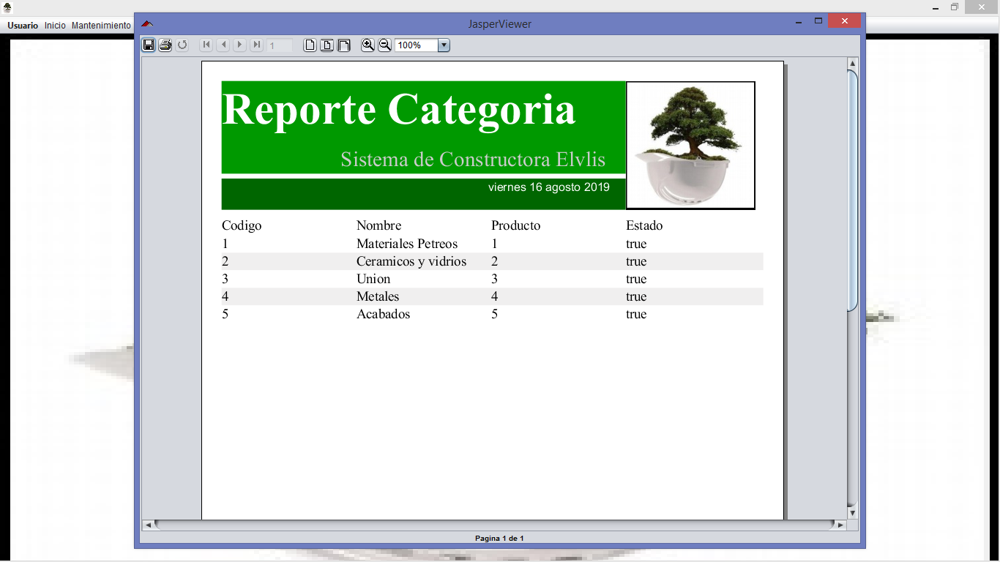 JasperViewer
Usuario Inicio Mantenimiento
1 100%
Reporte Categoria
Sistema de Constructora Elvlis
viernes 16 agosto 2019
Codigo Nombre Producto Estado
1 Materiales Petreos 1 true
2 Ceramicos y vidrios 2 true
3 Union 3 true
4 Metales 4 true
5 Acabados 5 true
Pagina 1 de 1